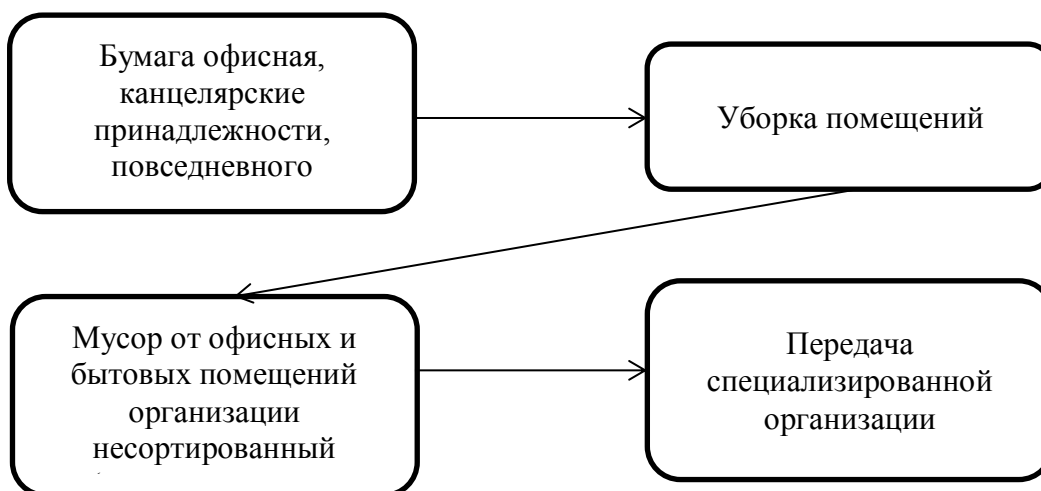 Бумага офисная,
канцелярские
принадлежности,
повседневного
Уборка помещений
Мусор от офисных и
бытовых помещений
организации
несортированный
Передача
специализированной
организации